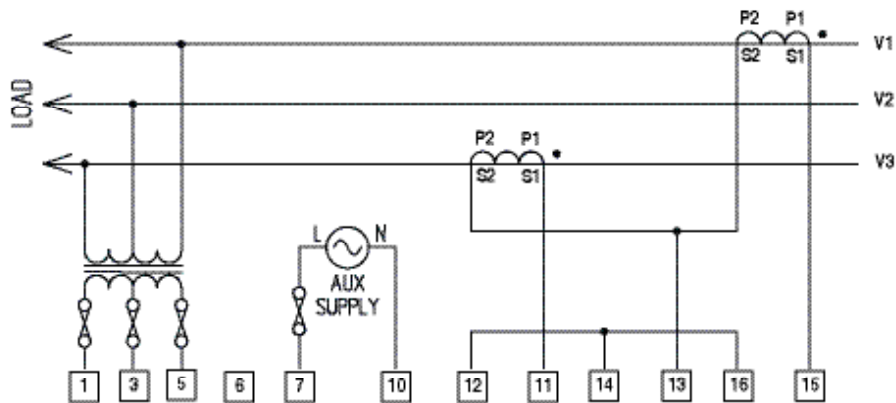 P2 P1
V1
S2 S1
LOAD
V2
P2 P1
V3
S2 S1
L N
AUX
SUPPLY
1 3 5 6 7 10 12 11 14 13 16 15